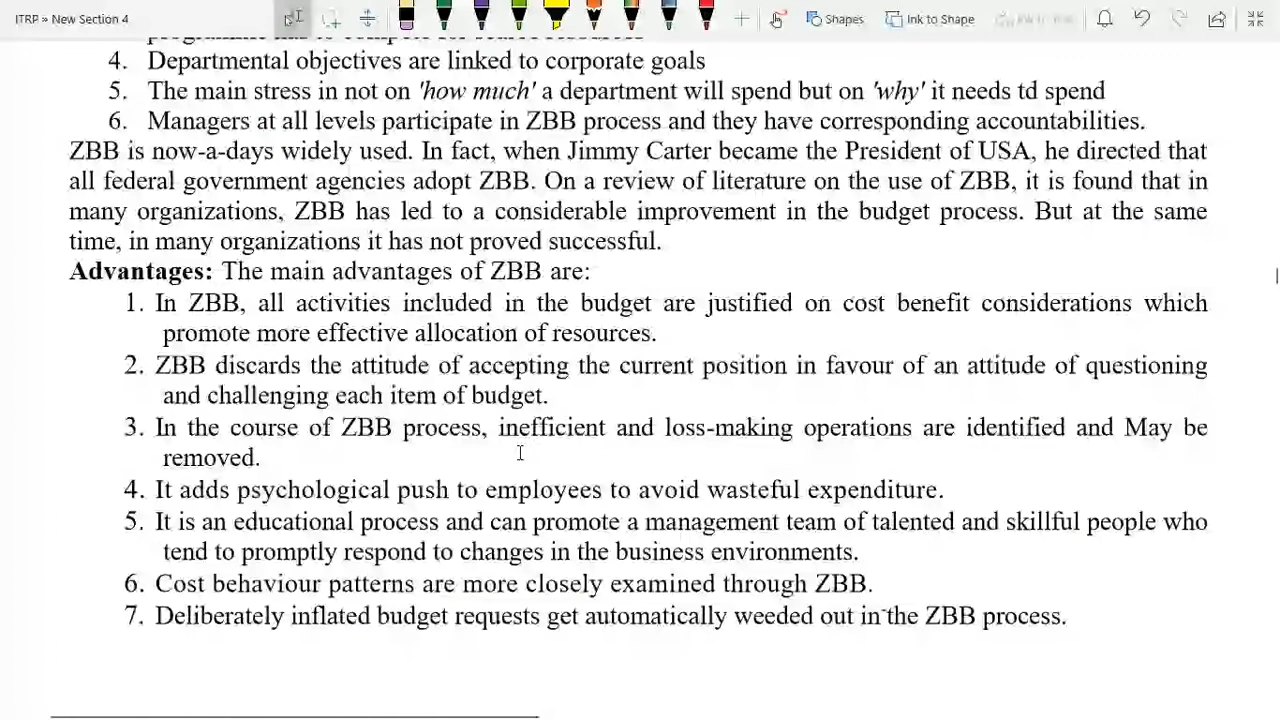 ITRP » New Section 4
Shapes
Ink to Shape
4. Departmental objectives are linked to corporate goals
5. The main stress in not on 'how much' a department will spend but on 'why' it needs td spend
6. Managers at all levels participate in ZBB process and they have corresponding accountabilities.
ZBB is now-a-days widely used. In fact, when Jimmy Carter became the President of USA, he directed that
all federal government agencies adopt ZBB. On a review of literature on the use of ZBB, it is found that in
many organizations, ZBB has led to a considerable improvement in the budget process. But at the same
time, in many organizations it has not proved successful.
Advantages: The main advantages of ZBB are:
1. In ZBB, all activities included in the budget are justified on cost benefit considerations which
promote more effective allocation of resources.
2. ZBB discards the attitude of accepting the current position in favour of an attitude of questioning
and challenging each item of budget.
3. In the course of ZBB process, inefficient and loss-making operations are identified and May be
removed.
4. It adds psychological push to employees to avoid wasteful expenditure.
5. It is an educational process and can promote a management team of talented and skillful people who
tend to promptly respond to changes in the business environments.
6. Cost behaviour patterns are more closely examined through ZBB.
7. Deliberately inflated budget requests get automatically weeded out in the ZBB process.